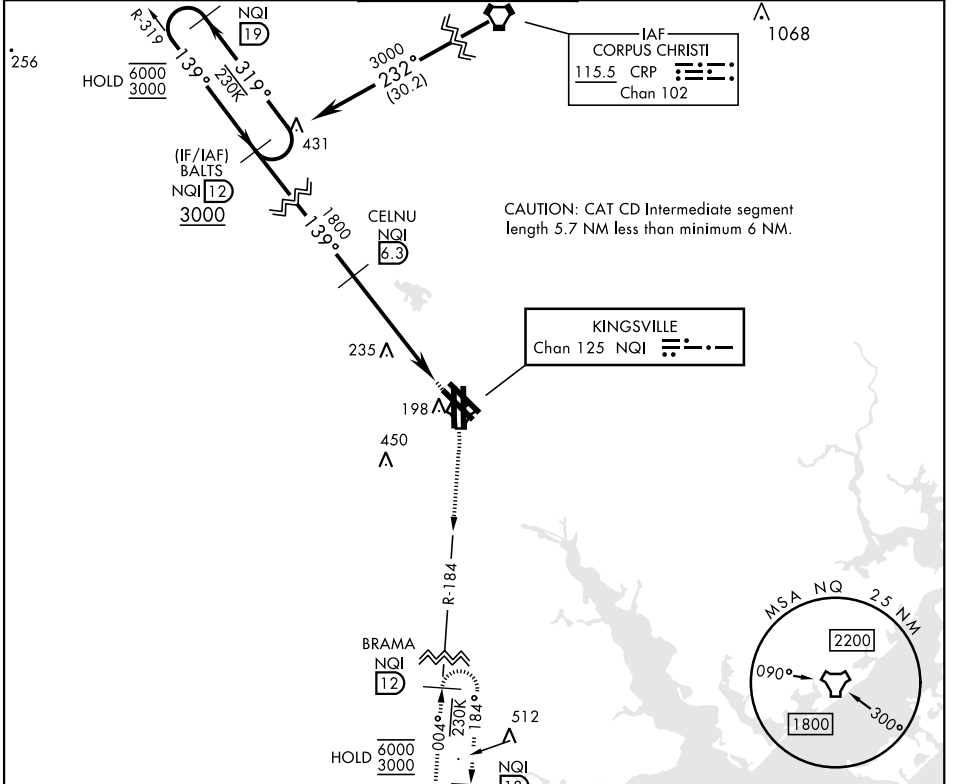 NQI
19
R-319
139°
230K
319°
HOLD 6000
3000
256
3000
232°
(30.2)
1068
IAF
CORPUS CHRISTI
115.5 CRP
Chan 102
431
(IF/IAF)
BALTS
NQI 12
3000
1800
139°
CELNU
NQI
6.3
CAUTION: CAT CD Intermediate segment
length 5.7 NM less than minimum 6 NM.
KINGSVILLE
Chan 125 NQI
235
198
450
R-184
BRAMA
NQI
12
004°
230K
184°
512
HOLD 6000
3000
NQI
MSA NQ 25 NM
2200
090°
1800
300°